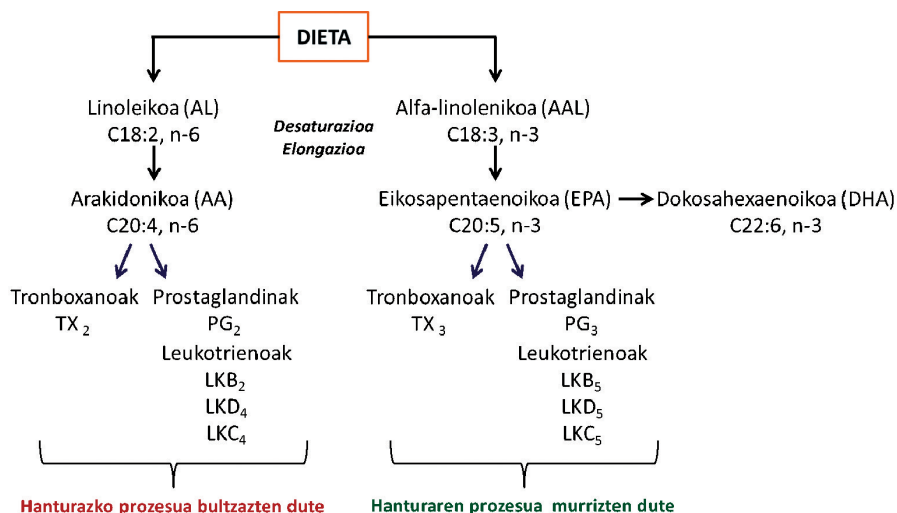 DIETA
Linoleikoa (AL)
C18:2, n-6
Desaturazioa
Elongazioa
Alfa-linolenikoa (AAL)
C18:3, n-3
Arakidonikoa (AA)
C20:4, n-6
Eikosapentaenoikoa (EPA)
C20:5, n-3
Dokosahexaenoikoa (DHA)
C22:6, n-3
Tronboxanoak
TX 2
Prostaglandinak
PG2
Leukotrienoak
LKB2
LKD4
LKC4
Tronboxanoak
TX 3
Prostaglandinak
PG3
Leukotrienoak
LKB5
LKD5
LKC5
Hanturazko prozesua bultzazten dute
Hanturaren prozesua murrizten dute